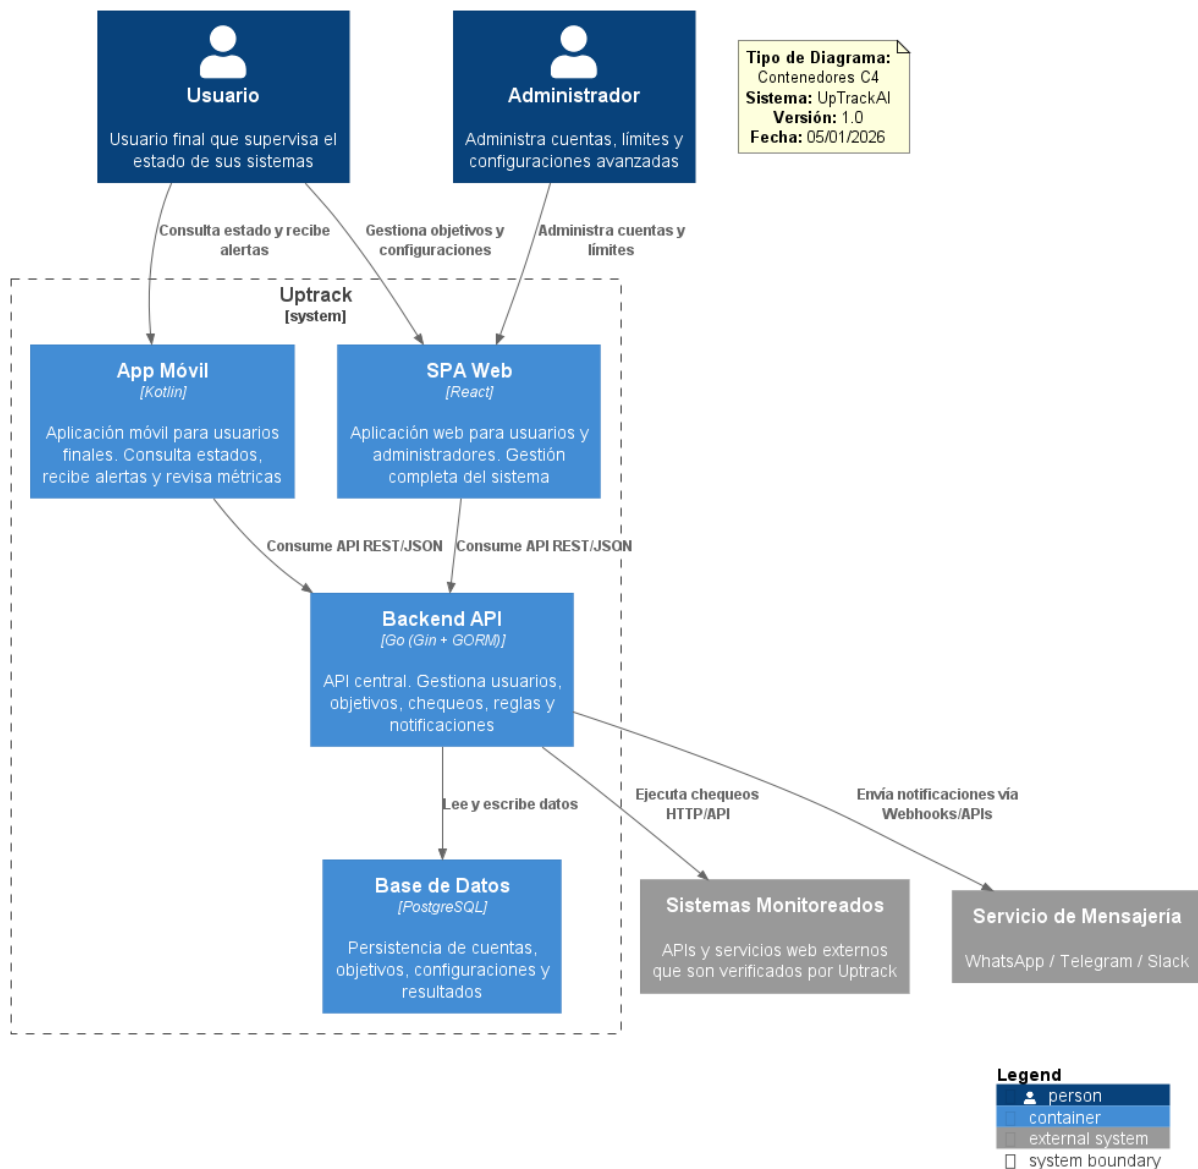 Usuario
Usuario final que supervisa el
estado de sus sistemas
Administrador
Administra cuentas, límites y
configuraciones avanzadas
Tipo de Diagrama:
Contenedores C4
Sistema: UpTrackAI
Versión: 1.0
Fecha: 05/01/2026
Consulta estado y recibe
alertas
Gestiona objetivos y
configuraciones
Administra cuentas y
límites
Uptrack
[system]
App Móvil
[Kotlin]
Aplicación móvil para usuarios
finales. Consulta estados,
recibe alertas y revisa métricas
SPA Web
[React]
Aplicación web para usuarios y
administradores. Gestión
completa del sistema
Consume API REST/JSON
Consume API REST/JSON
Backend API
[Go (Gin + GORM)]
API central. Gestiona usuarios,
objetivos, chequeos, reglas y
notificaciones
Lee y escribe datos
Ejecuta chequeos
HTTP/API
Envía notificaciones vía
Webhooks/APIs
Base de Datos
[PostgreSQL]
Persistencia de cuentas,
objetivos, configuraciones y
resultados
Sistemas Monitoreados
APIs y servicios web externos
que son verificados por Uptrack
Servicio de Mensajería
WhatsApp / Telegram / Slack
Legend
person
container
external system
system boundary